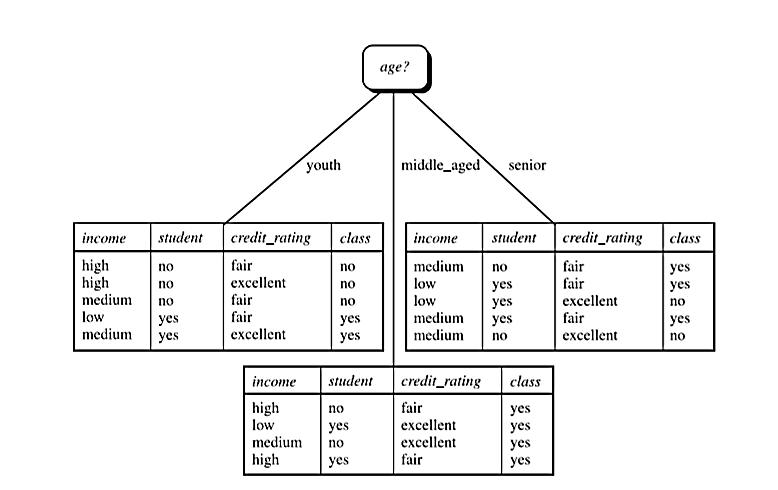 age?
youth
middle_aged
senior
income student credit_rating class
high no fair no
high no excellent no
medium no fair no
low yes fair yes
medium yes excellent yes
income student credit_rating class
medium no fair yes
low yes fair yes
low yes excellent no
medium yes fair yes
medium no excellent no
income student credit_rating class
high no fair yes
low yes excellent yes
medium no excellent yes
high yes fair yes